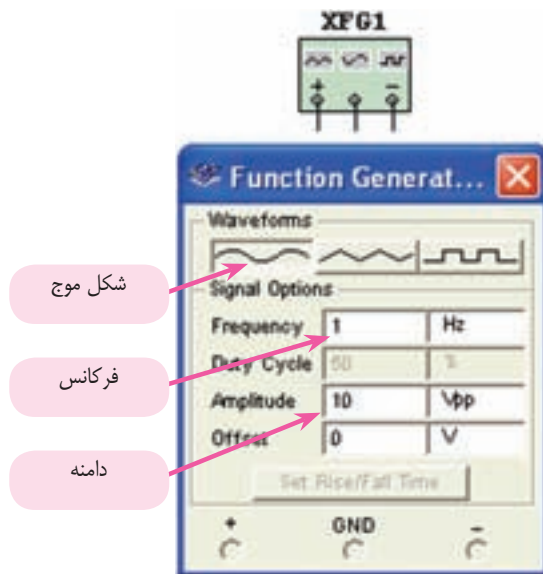 XFG1
+ -
Function Generat...
Waveforms
شکل موج
Signal Options
Frequency 1 Hz
Duty Cycle 50 %
فرکانس
Amplitude 10 Vpp
Offset 0 V
دامنه
Set Rise/Fall Time
+ GND -